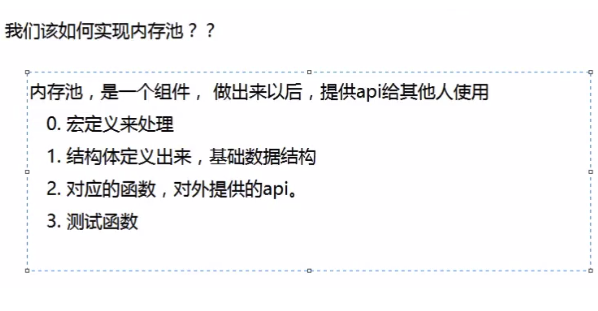 我们该如何实现内存池？？
内存池，是一个组件， 做出来以后，提供api给其他人使用
0. 宏定义来处理
1. 结构体定义出来，基础数据结构
2. 对应的函数，对外提供的api。
3. 测试函数